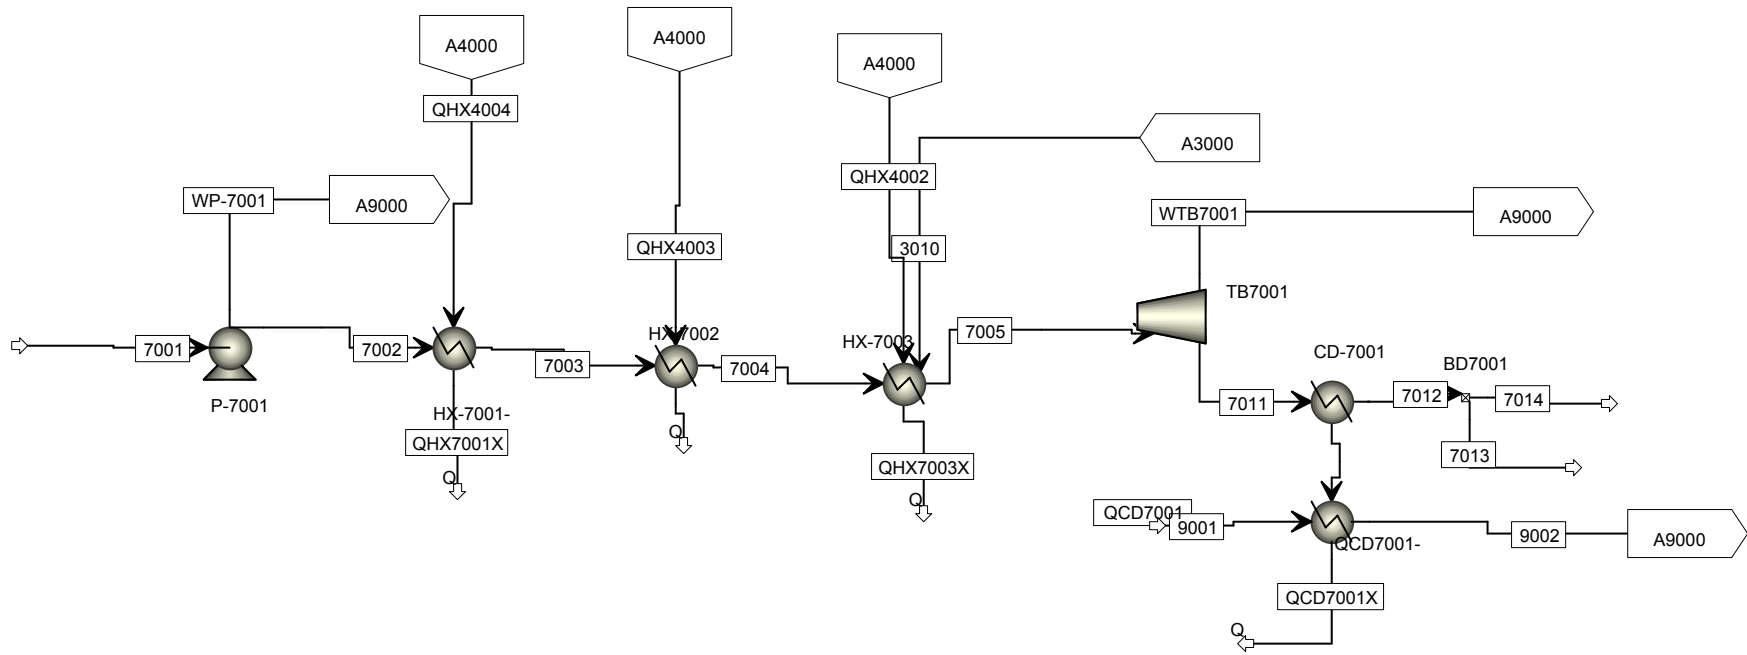 A4000
A4000
A4000
QHX4004
A3000
QHX4002
WP-7001
A9000
WTB7001
A9000
QHX4003
3010
TB7001
7001
7002
7003
HX-7002
7004
HX-7003
7005
CD-7001
BD7001
P-7001
HX-7001-
7011
7012
7014
QHX7001X
Q
7013
Q
QHX7003X
Q
QCD7001
9001
QCD7001-
9002
A9000
QCD7001X
Q